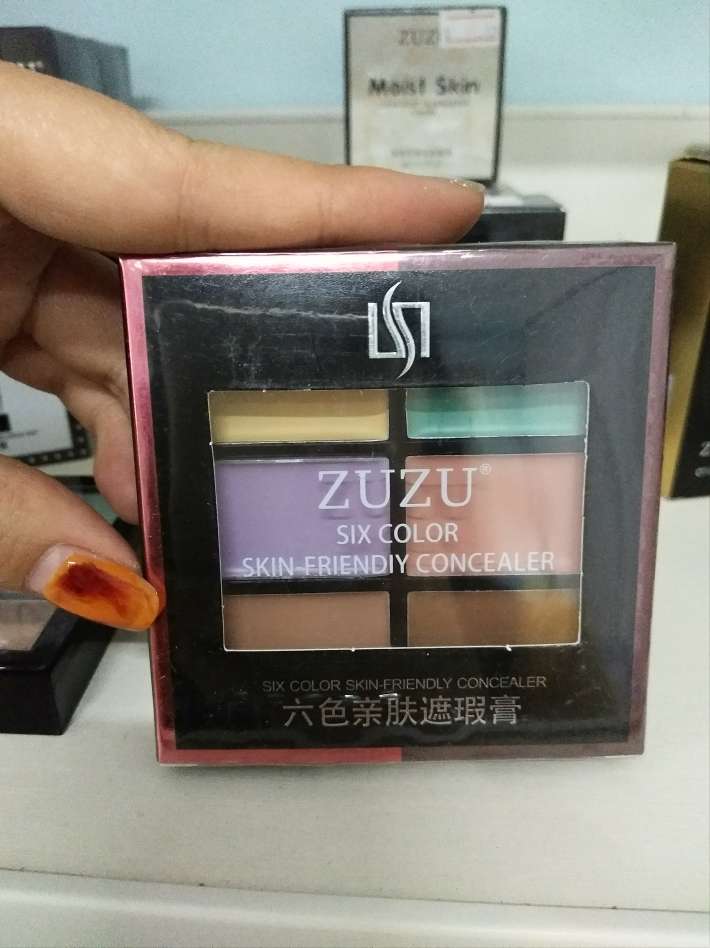 ZUZU
Moist Skin
ZUZU®
SIX COLOR
SKIN-FRIENDIY CONCEALER
SIX COLOR SKIN-FRIENDLY CONCEALER
六色亲肤遮瑕膏